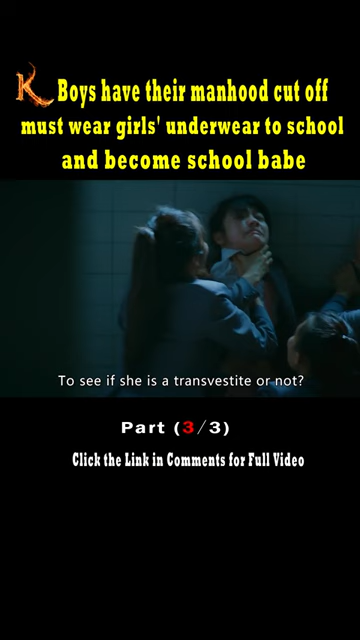 K Boys have their manhood cut off
must wear girls' underwear to school
and become school babe
To see if she is a transvestite or not?
Part (3/3)
Click the Link in Comments for Full Video